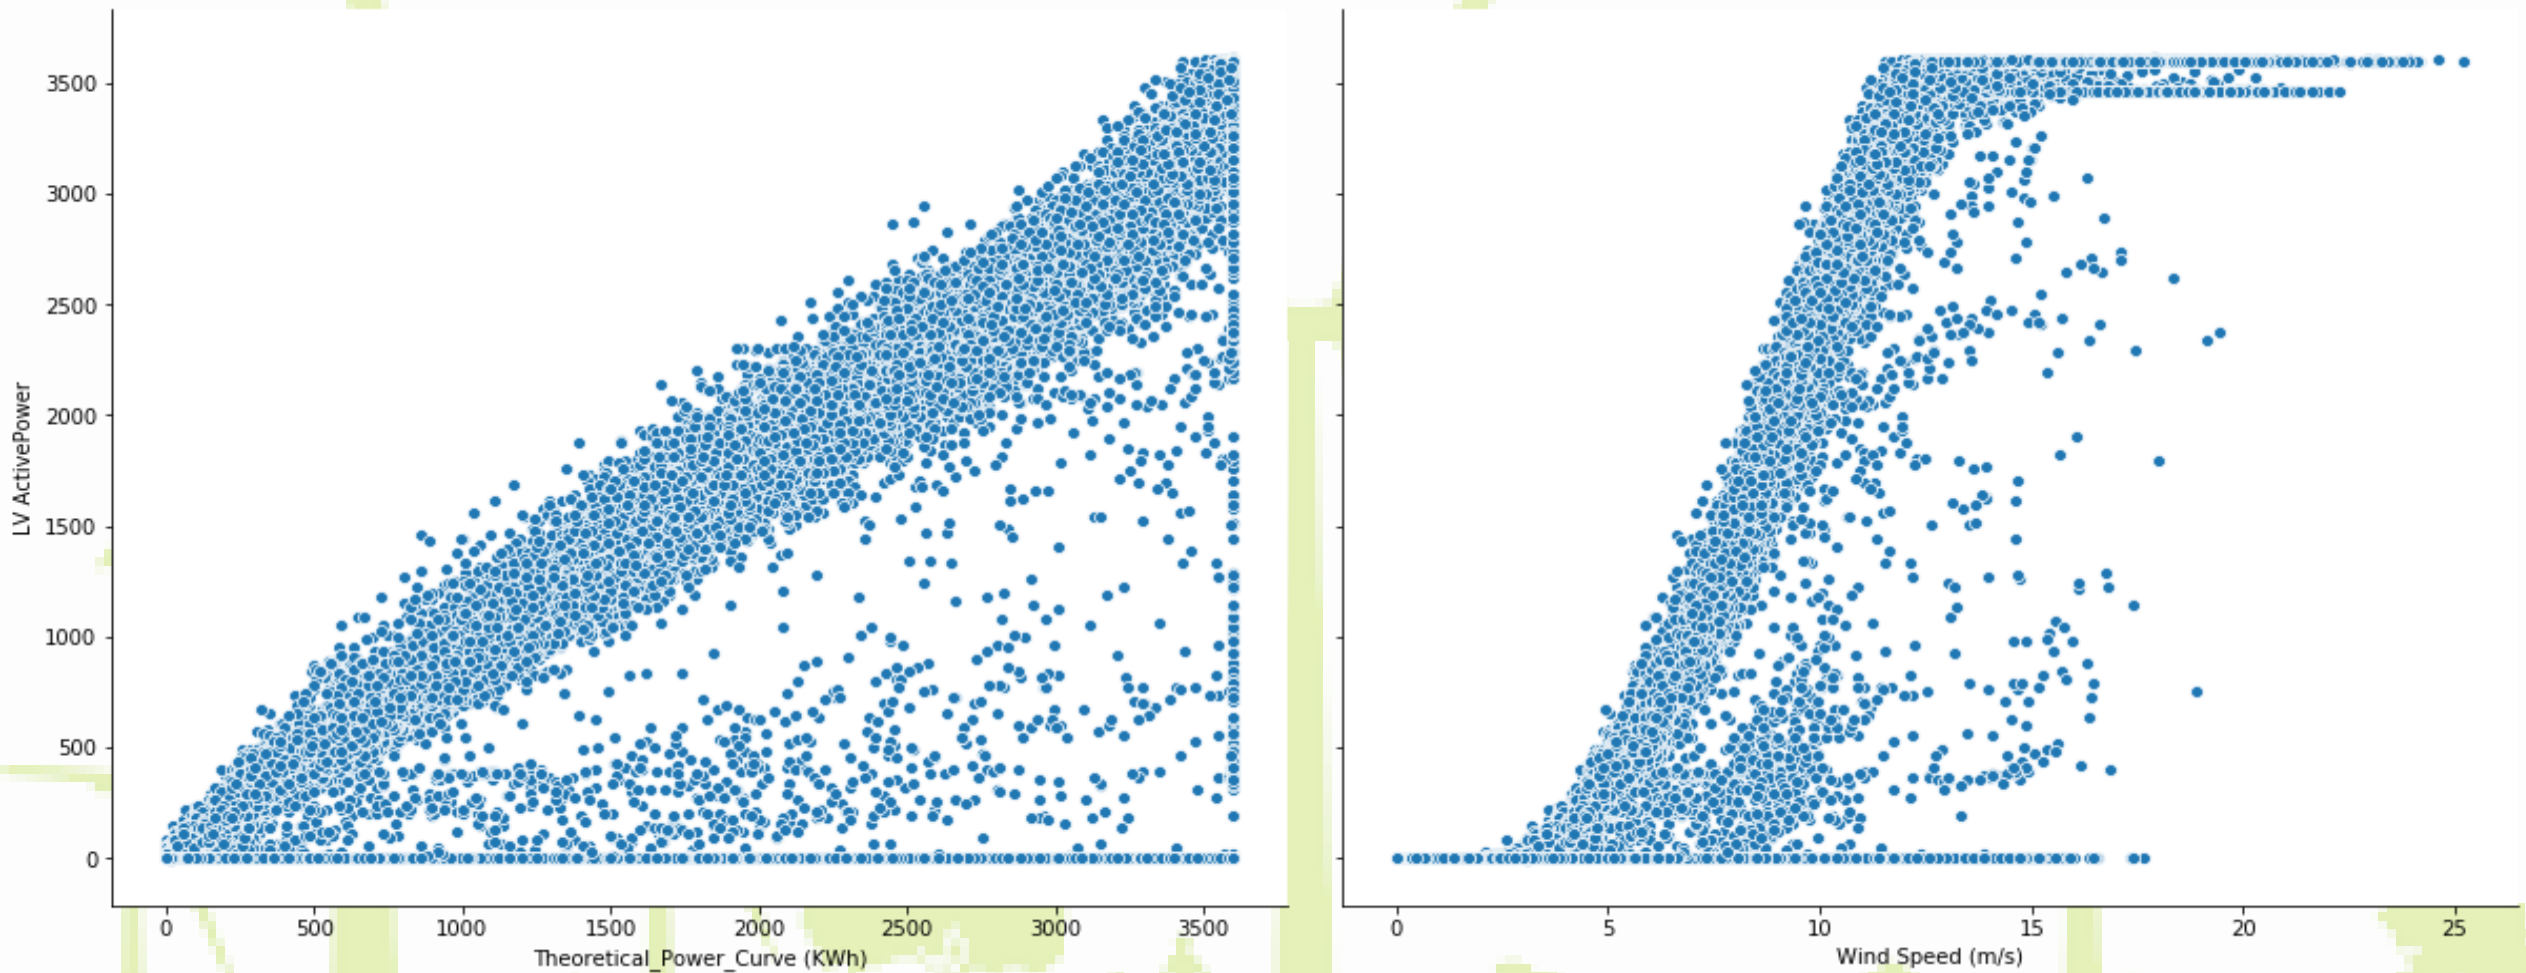 3500
3000
2500
2000
1500
1000
500
0
LV ActivePower
0 500 1000 1500 2000 2500 3000 3500
Theoretical_Power_Curve (KWh)
0 5 10 15 20 25
Wind Speed (m/s)